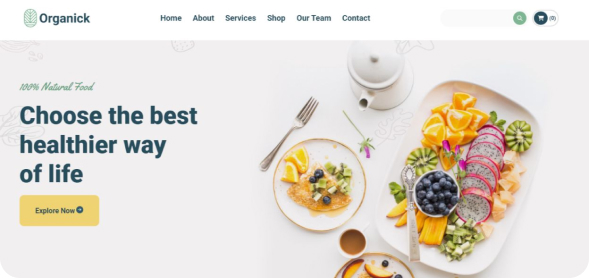 Organick
Home About Services Shop Our Team Contact
(0)
100% Natural Food
Choose the best
healthier way
of life
Explore Now